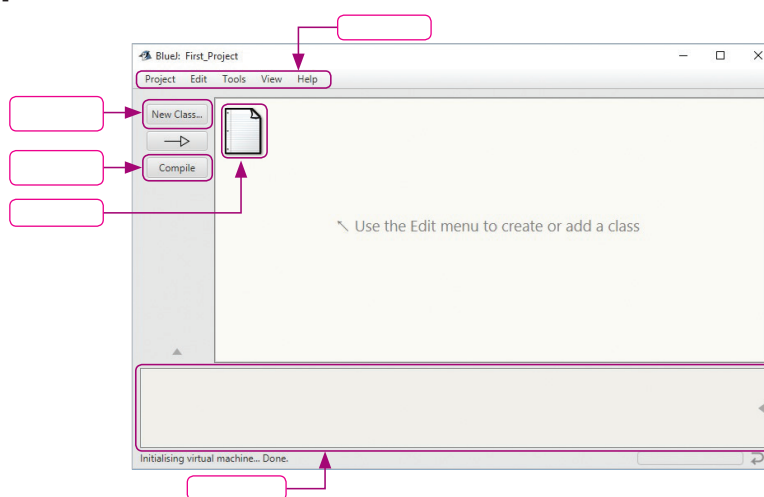 BlueJ: First_Project
Project Edit Tools View Help
New Class...
Compile
Use the Edit menu to create or add a class
Initialising virtual machine... Done.